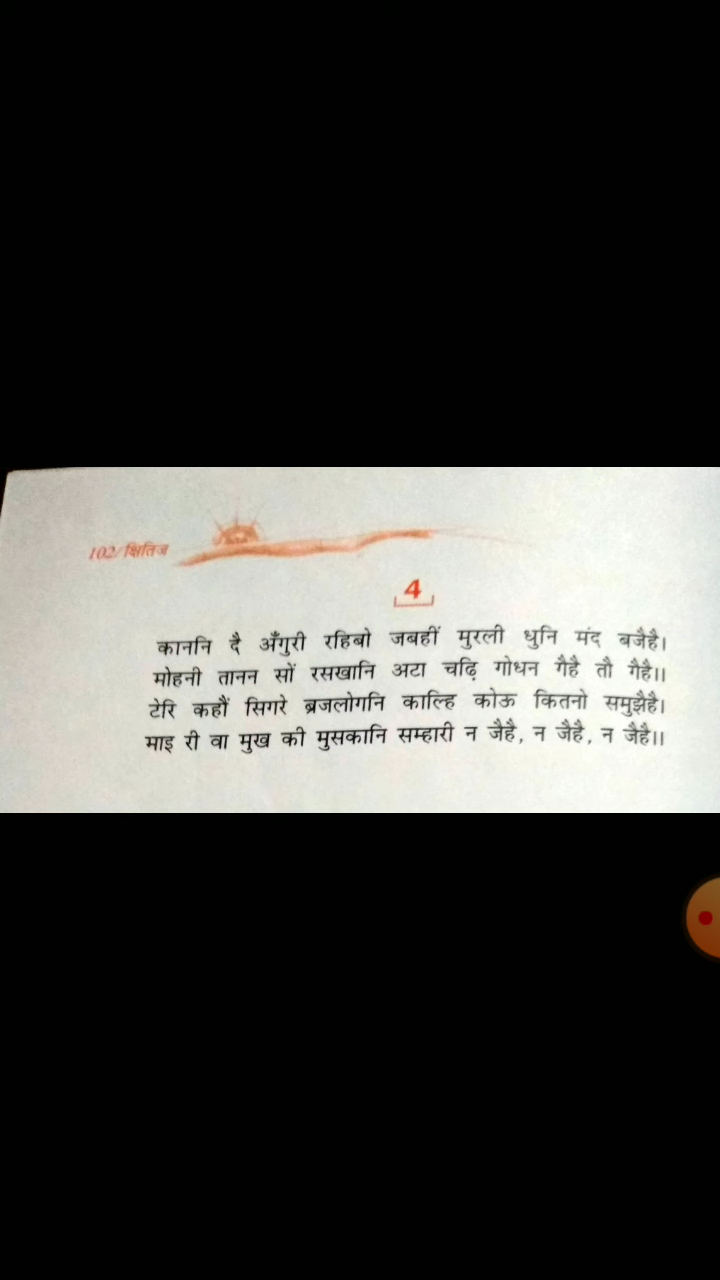 102/क्षितिज
4
काननि दै अँगुरी रहिबो जबहीं मुरली धुनि मंद बजैहै।
मोहनी तानन सों रसखानि अटा चढ़ि गोधन गैहै तौ गैहै॥
टेरि कहौं सिगरे ब्रजलोगनि काल्हि कोऊ कितनो समुझैहै।
माइ री वा मुख की मुसकानि सम्हारी न जैहै, न जैहै, न जैहै॥